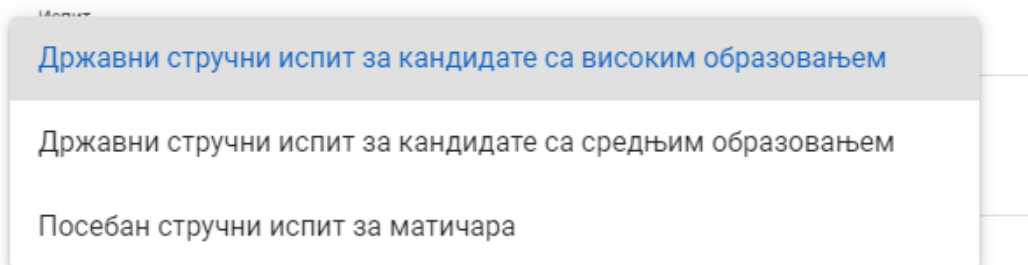 Испит
Државни стручни испит за кандидате са високим образовањем
Државни стручни испит за кандидате са средњим образовањем
Посебан стручни испит за матичара